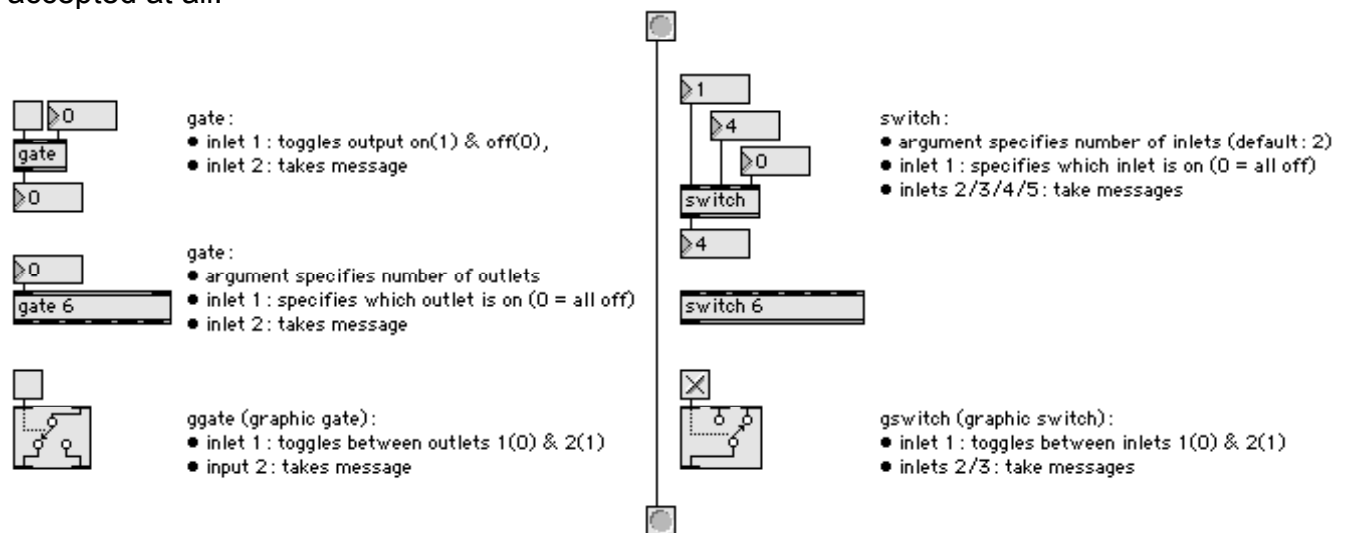 accepted at all.
0
gate
0
gate:
● inlet 1: toggles output on(1) & off(0),
● inlet 2: takes message
0
gate 6
gate:
● argument specifies number of outlets
● inlet 1: specifies which outlet is on (0 = all off)
● inlet 2: takes message
ggate (graphic gate):
● inlet 1: toggles between outlets 1(0) & 2(1)
● input 2: takes message
1
4
0
switch
4
switch:
● argument specifies number of inlets (default: 2)
● inlet 1: specifies which inlet is on (0 = all off)
● inlets 2/3/4/5: take messages
switch 6
gswitch (graphic switch):
● inlet 1: toggles between inlets 1(0) & 2(1)
● inlets 2/3: take messages